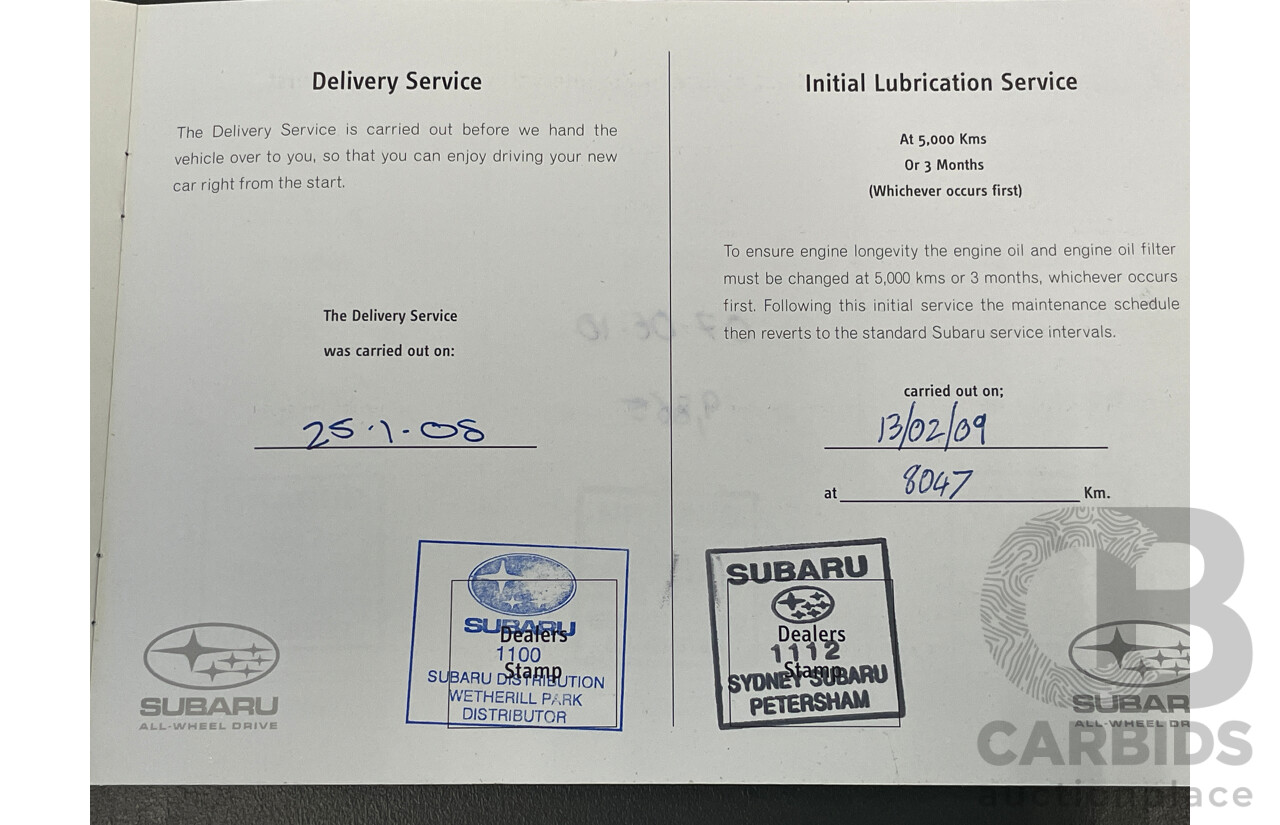 Delivery Service
The Delivery Service is carried out before we hand the
vehicle over to you, so that you can enjoy driving your new
car right from the start.
The Delivery Service
was carried out on:
25·1-08
SUBARU
Dealers
1100
Stamp
SUBARU DISTRIBUTION
WETHERILL PARK
DISTRIBUTOR
SUBARU
ALL-WHEEL DRIVE
Initial Lubrication Service
At 5,000 Kms
Or 3 Months
(Whichever occurs first)
To ensure engine longevity the engine oil and engine oil filter
must be changed at 5,000 kms or 3 months, whichever occurs
first. Following this initial service the maintenance schedule
then reverts to the standard Subaru service intervals.
carried out on;
13/02/09
at 8047 Km.
SUBARU
Dealers
1112
Stamp
SYDNEY SUBARU
PETERSHAM
SUBAR
ALL-WHEEL DR
CB
CARBIDS
auctionplace